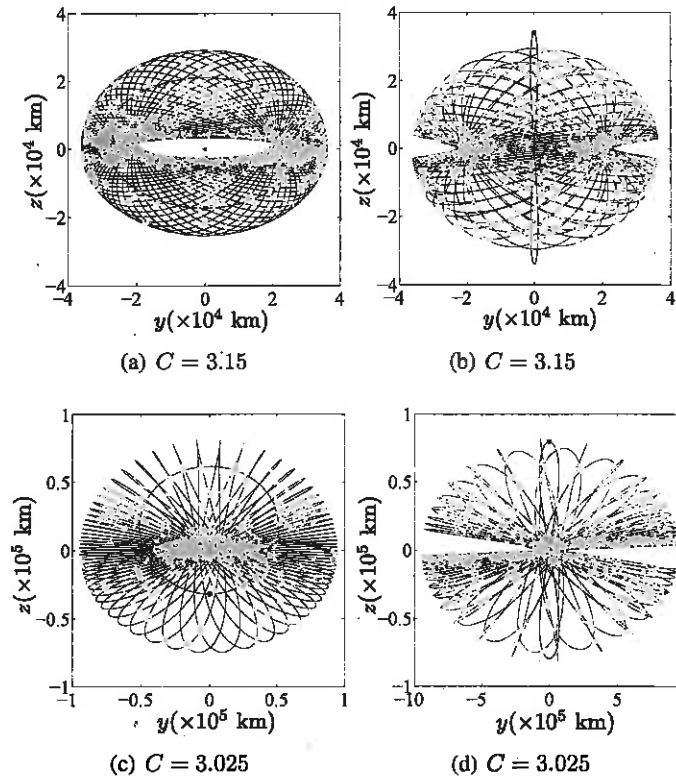 4
2
0
−2
−4
z(×10⁴ km)
−4 −2 0 2 4
y(×10⁴ km)
(a) C = 3.15
4
2
0
−2
−4
z(×10⁴ km)
−4 −2 0 2 4
y(×10⁴ km)
(b) C = 3.15
1
0.5
0
−0.5
−1
z(×10⁵ km)
−1 −0.5 0 0.5 1
y(×10⁵ km)
(c) C = 3.025
1
0.5
0
−0.5
−1
z(×10⁵ km)
−10 −5 0 5
y(×10⁵ km)
(d) C = 3.025